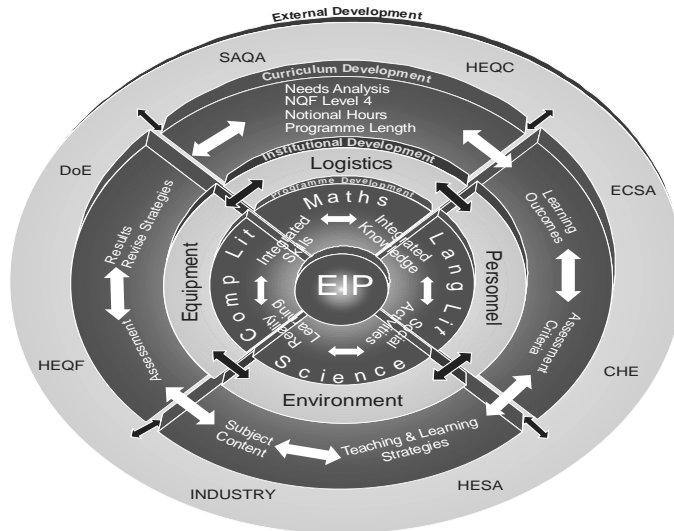 External Development
SAQA
HEQC
Curriculum Development
Needs Analysis
NQF Level 4
Notional Hours
Programme Length
Institutional Development
Logistics
Programme Development
DoE
ECSA
Maths
Integrated
Skills
Integrated
Knowledge
Results
Revise Strategies
Learning
Outcomes
Equipment
Comp Lit
EIP
Lang Lit
Personnel
Reality
Learning
Social
Activities
Science
Assessment
Assessment
Criteria
HEQF
CHE
Environment
Subject
Content
Teaching & Learning
Strategies
INDUSTRY
HESA